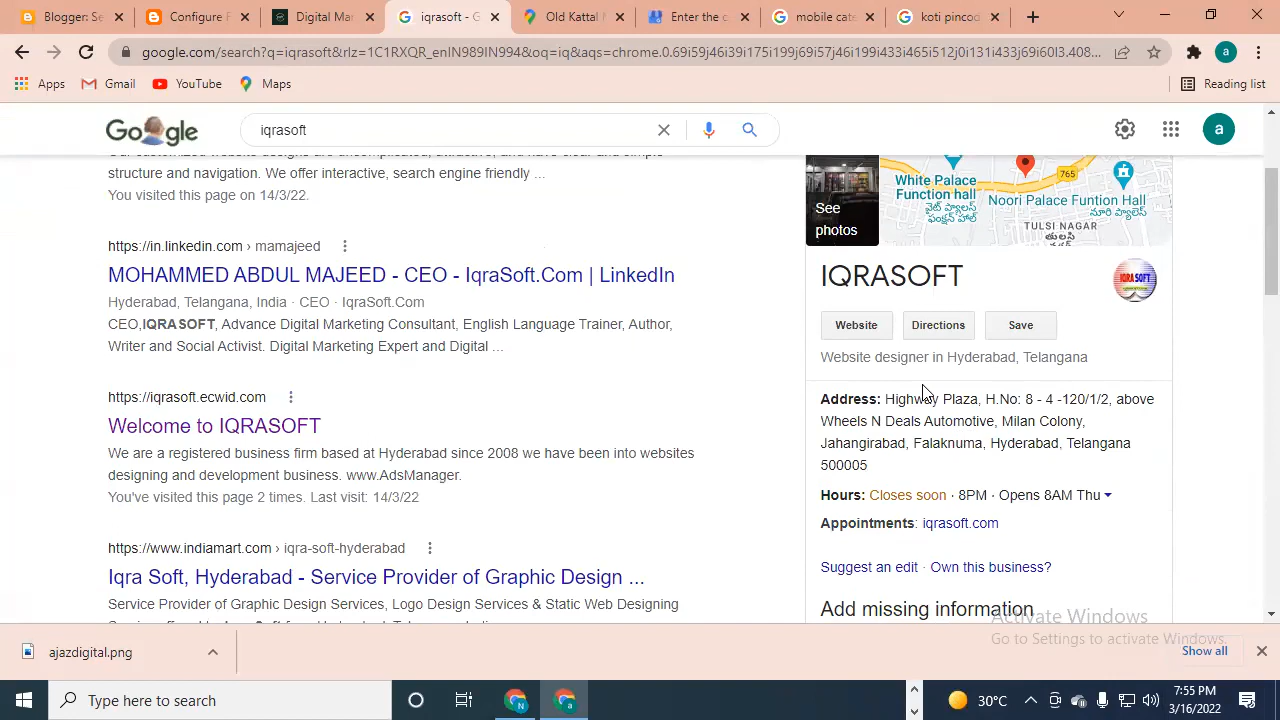 Blogger: 
Configure F
Digital Mar
iqrasoft - G
Old Kattal M
Enter the c
mobile cate
koti pincod
google.com/search?q=iqrasoft&rlz=1C1RXQR_enIN989IN994&oq=iq&aqs=chrome.0.69i59j46i39i175i199j69i57j46i199i433i465i512j0i131i433j69i60l3.408...
a
Apps
Gmail
YouTube
Maps
Reading list
Google
iqrasoft
a
structure and navigation. We offer interactive, search engine friendly ...
You visited this page on 14/3/22.
https://in.linkedin.com › mamajeed
MOHAMMED ABDUL MAJEED - CEO - IqraSoft.Com | LinkedIn
Hyderabad, Telangana, India · CEO · IqraSoft.Com
CEO,IQRASOFT, Advance Digital Marketing Consultant, English Language Trainer, Author,
Writer and Social Activist. Digital Marketing Expert and Digital ...
https://iqrasoft.ecwid.com
Welcome to IQRASOFT
We are a registered business firm based at Hyderabad since 2008 we have been into websites
designing and development business. www.AdsManager.
You've visited this page 2 times. Last visit: 14/3/22
https://www.indiamart.com › iqra-soft-hyderabad
Iqra Soft, Hyderabad - Service Provider of Graphic Design ...
Service Provider of Graphic Design Services, Logo Design Services & Static Web Designing
See
photos
White Palace
Function hall
వైట్ ప్యాలస్
ఫంక్షన్ హాల్
765
Noori Palace Funtion Hall
నూరి ప్యాలెస్
TULSI NAGAR
తులసి
IQRASOFT
IQRA SOFT
Website
Directions
Save
Website designer in Hyderabad, Telangana
Address: Highway Plaza, H.No: 8 - 4 -120/1/2, above
Wheels N Deals Automotive, Milan Colony,
Jahangirabad, Falaknuma, Hyderabad, Telangana
500005
Hours: Closes soon · 8PM · Opens 8AM Thu
Appointments: iqrasoft.com
Suggest an edit · Own this business?
Add missing information
Activate Windows
Go to Settings to activate Windows.
ajazdigital.png
Show all
Type here to search
N
a
30°C
7:55 PM
3/16/2022